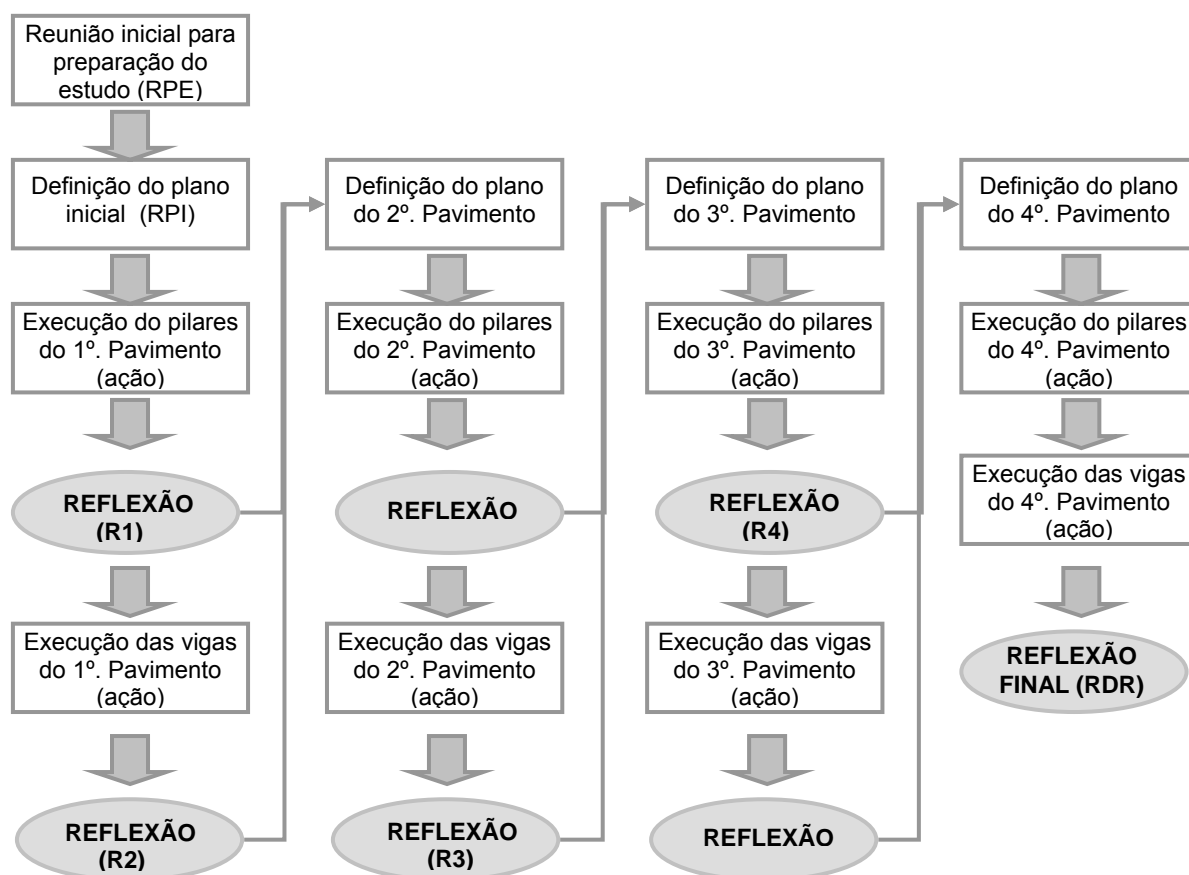 Reunião inicial para
preparação do
estudo (RPE)
Definição do plano
inicial  (RPI)
Execução do pilares
do 1º. Pavimento
(ação)
REFLEXÃO
(R1)
Execução das vigas
do 1º. Pavimento
(ação)
REFLEXÃO
(R2)
Definição do plano
do 2º. Pavimento
Execução do pilares
do 2º. Pavimento
(ação)
REFLEXÃO
Execução das vigas
do 2º. Pavimento
(ação)
REFLEXÃO
(R3)
Definição do plano
do 3º. Pavimento
Execução do pilares
do 3º. Pavimento
(ação)
REFLEXÃO
(R4)
Execução das vigas
do 3º. Pavimento
(ação)
REFLEXÃO
Definição do plano
do 4º. Pavimento
Execução do pilares
do 4º. Pavimento
(ação)
Execução das vigas
do 4º. Pavimento
(ação)
REFLEXÃO
FINAL (RDR)